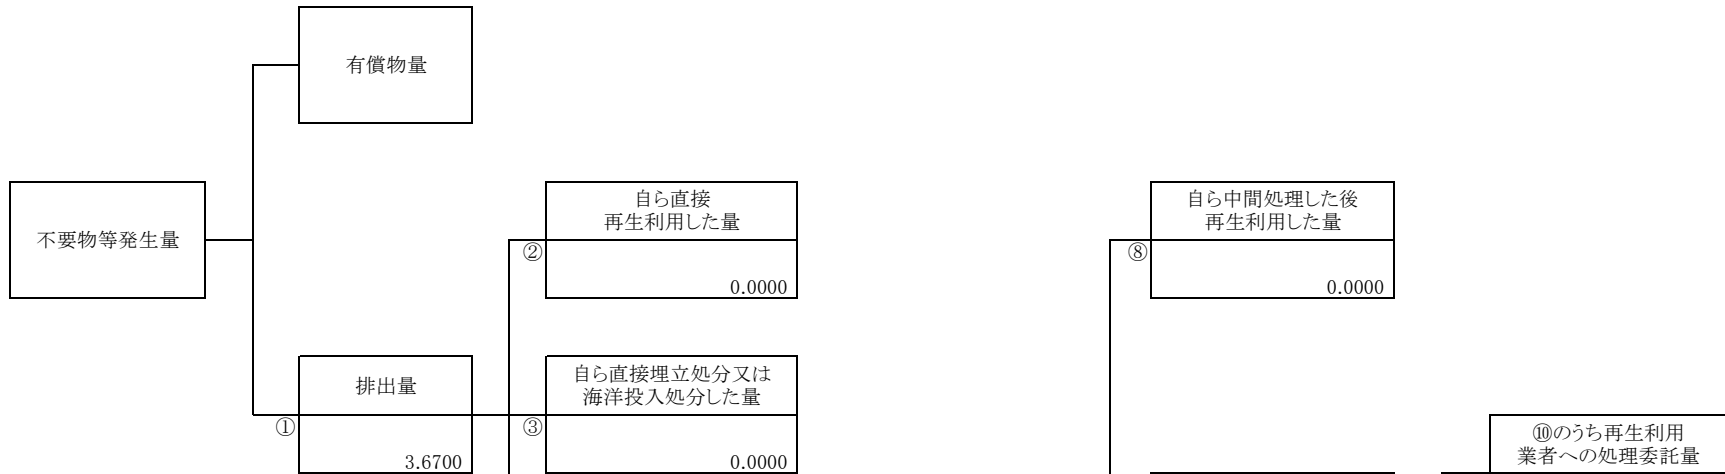 有償物量
不要物等発生量
自ら直接
再生利用した量
②
0.0000
自ら中間処理した後
再生利用した量
⑧
0.0000
排出量
①
3.6700
自ら直接埋立処分又は
海洋投入処分した量
③
0.0000
⑩のうち再生利用
業者への処理委託量